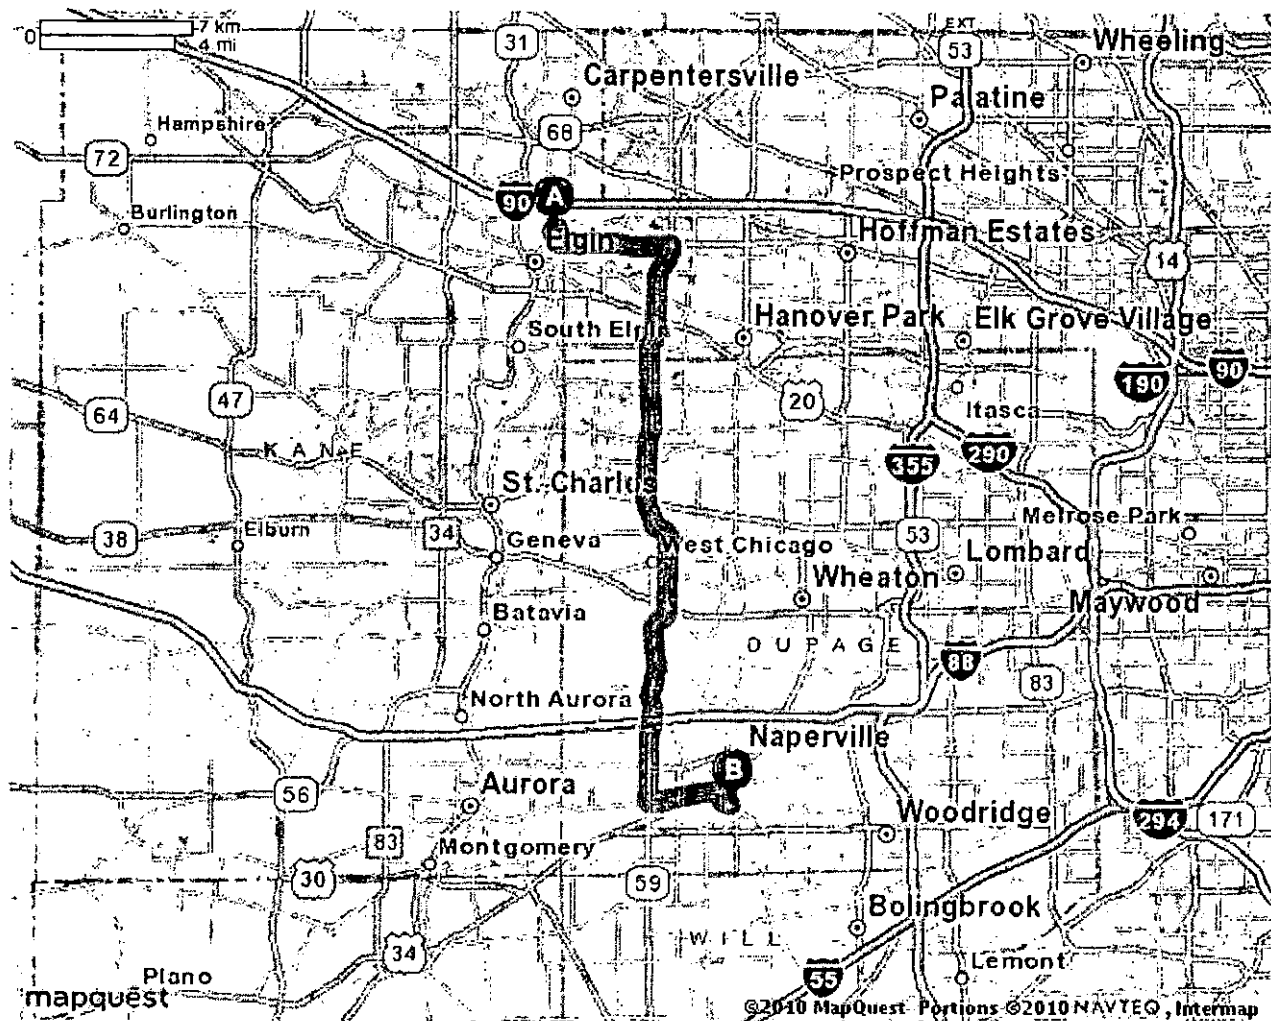 0
7 km
4 mi
31
EXT
53
Wheeling
Carpentersville
Palatine
Hampshire
68
72
Prospect Heights
90
A
Burlington
Elgin
Hoffman Estates
14
South Elgin
Hanover Park
Elk Grove Village
190
90
47
20
64
Itasca
KANE
355
290
St. Charles
38
Elburn
34
Geneva
West Chicago
53
Melrose Park
Lombard
Wheaton
Maywood
Batavia
DUPAGE
88
83
North Aurora
Naperville
B
56
Aurora
Woodridge
294
171
83
Montgomery
30
59
Bolingbrook
34
WILL
Plano
55
Lemont
mapquest
©2010 MapQuest Portions ©2010 NAVTEQ, Intermap